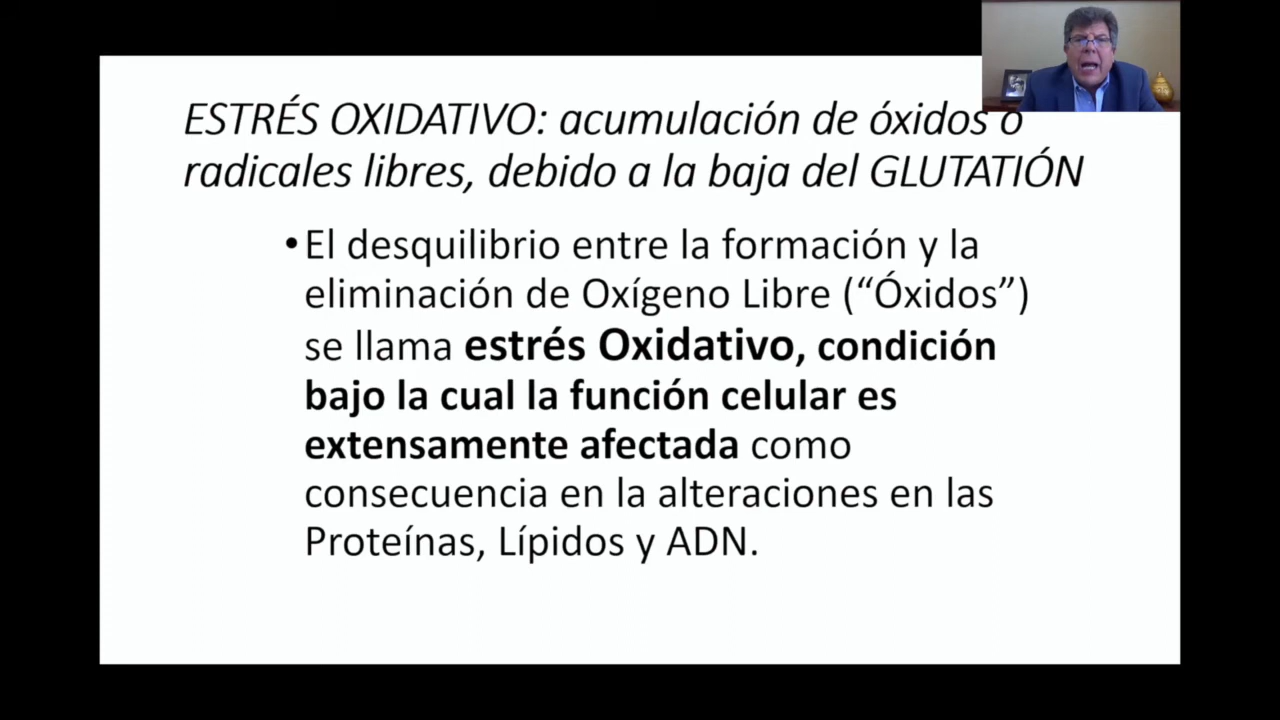 ESTRÉS OXIDATIVO: acumulación de óxidos o
radicales libres, debido a la baja del GLUTATIÓN
•El desquilibrio entre la formación y la
eliminación de Oxígeno Libre (“Óxidos”)
se llama estrés Oxidativo, condición
bajo la cual la función celular es
extensamente afectada como
consecuencia en la alteraciones en las
Proteínas, Lípidos y ADN.